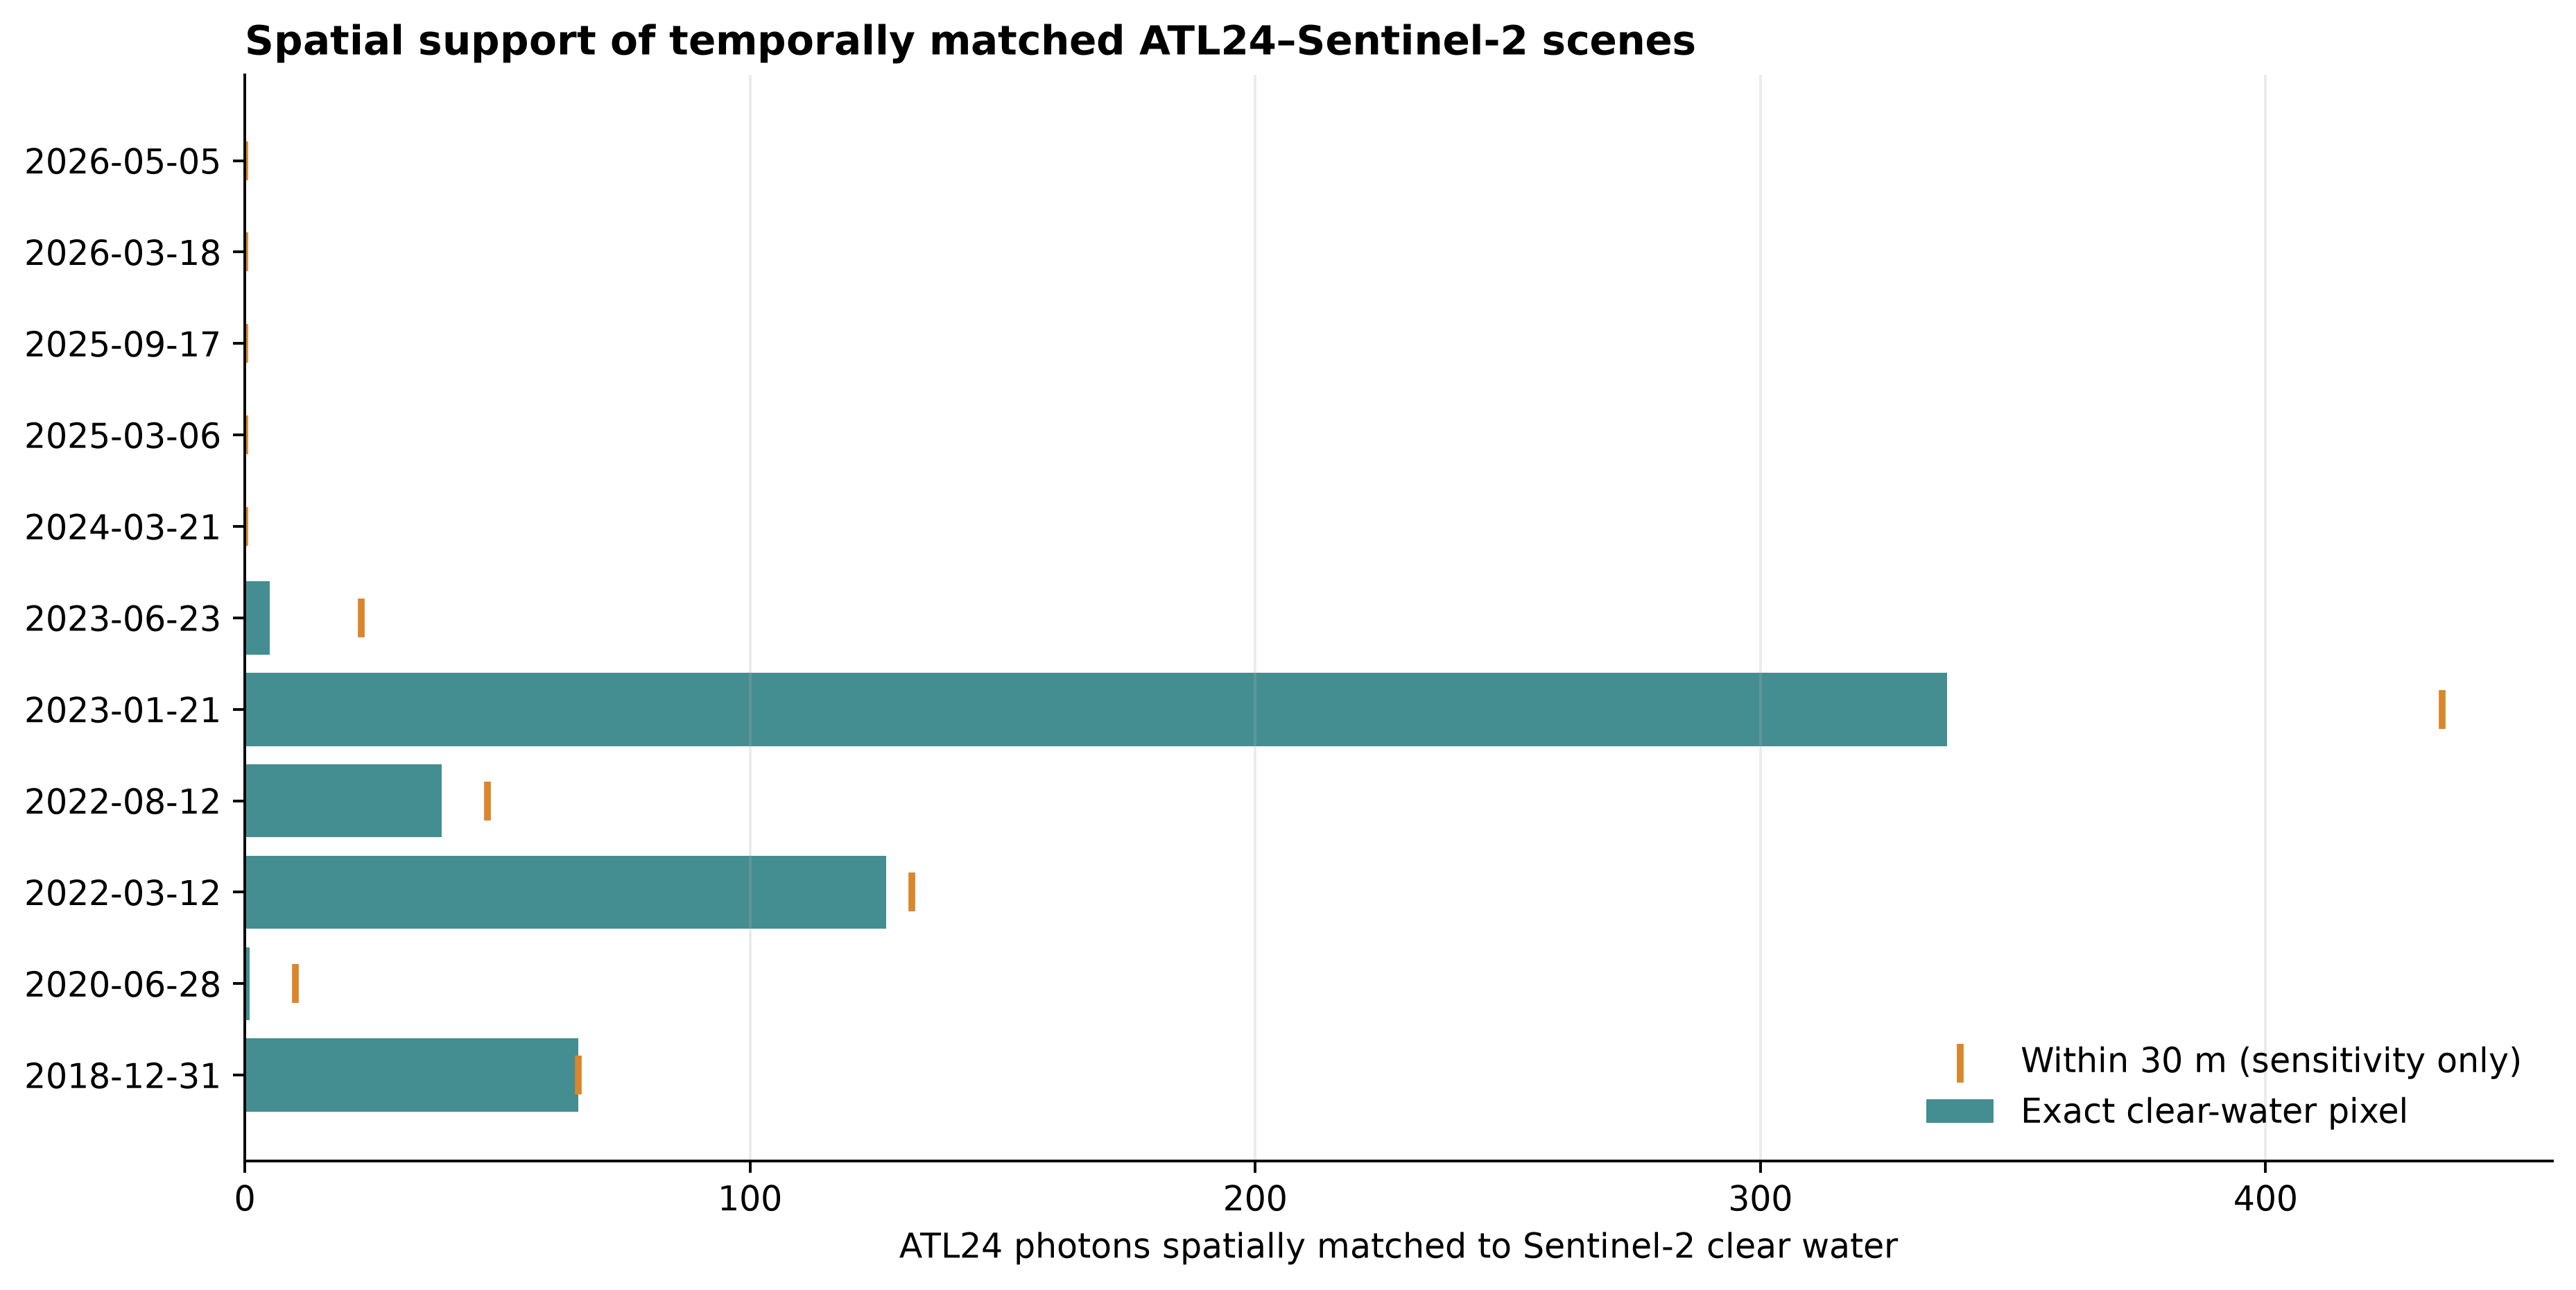 Spatial support of temporally matched ATL24–Sentinel-2 scenes
2026-05-05
2026-03-18
2025-09-17
2025-03-06
2024-03-21
2023-06-23
2023-01-21
2022-08-12
2022-03-12
2020-06-28
2018-12-31
Within 30 m (sensitivity only)
Exact clear-water pixel
0 100 200 300 400
ATL24 photons spatially matched to Sentinel-2 clear water